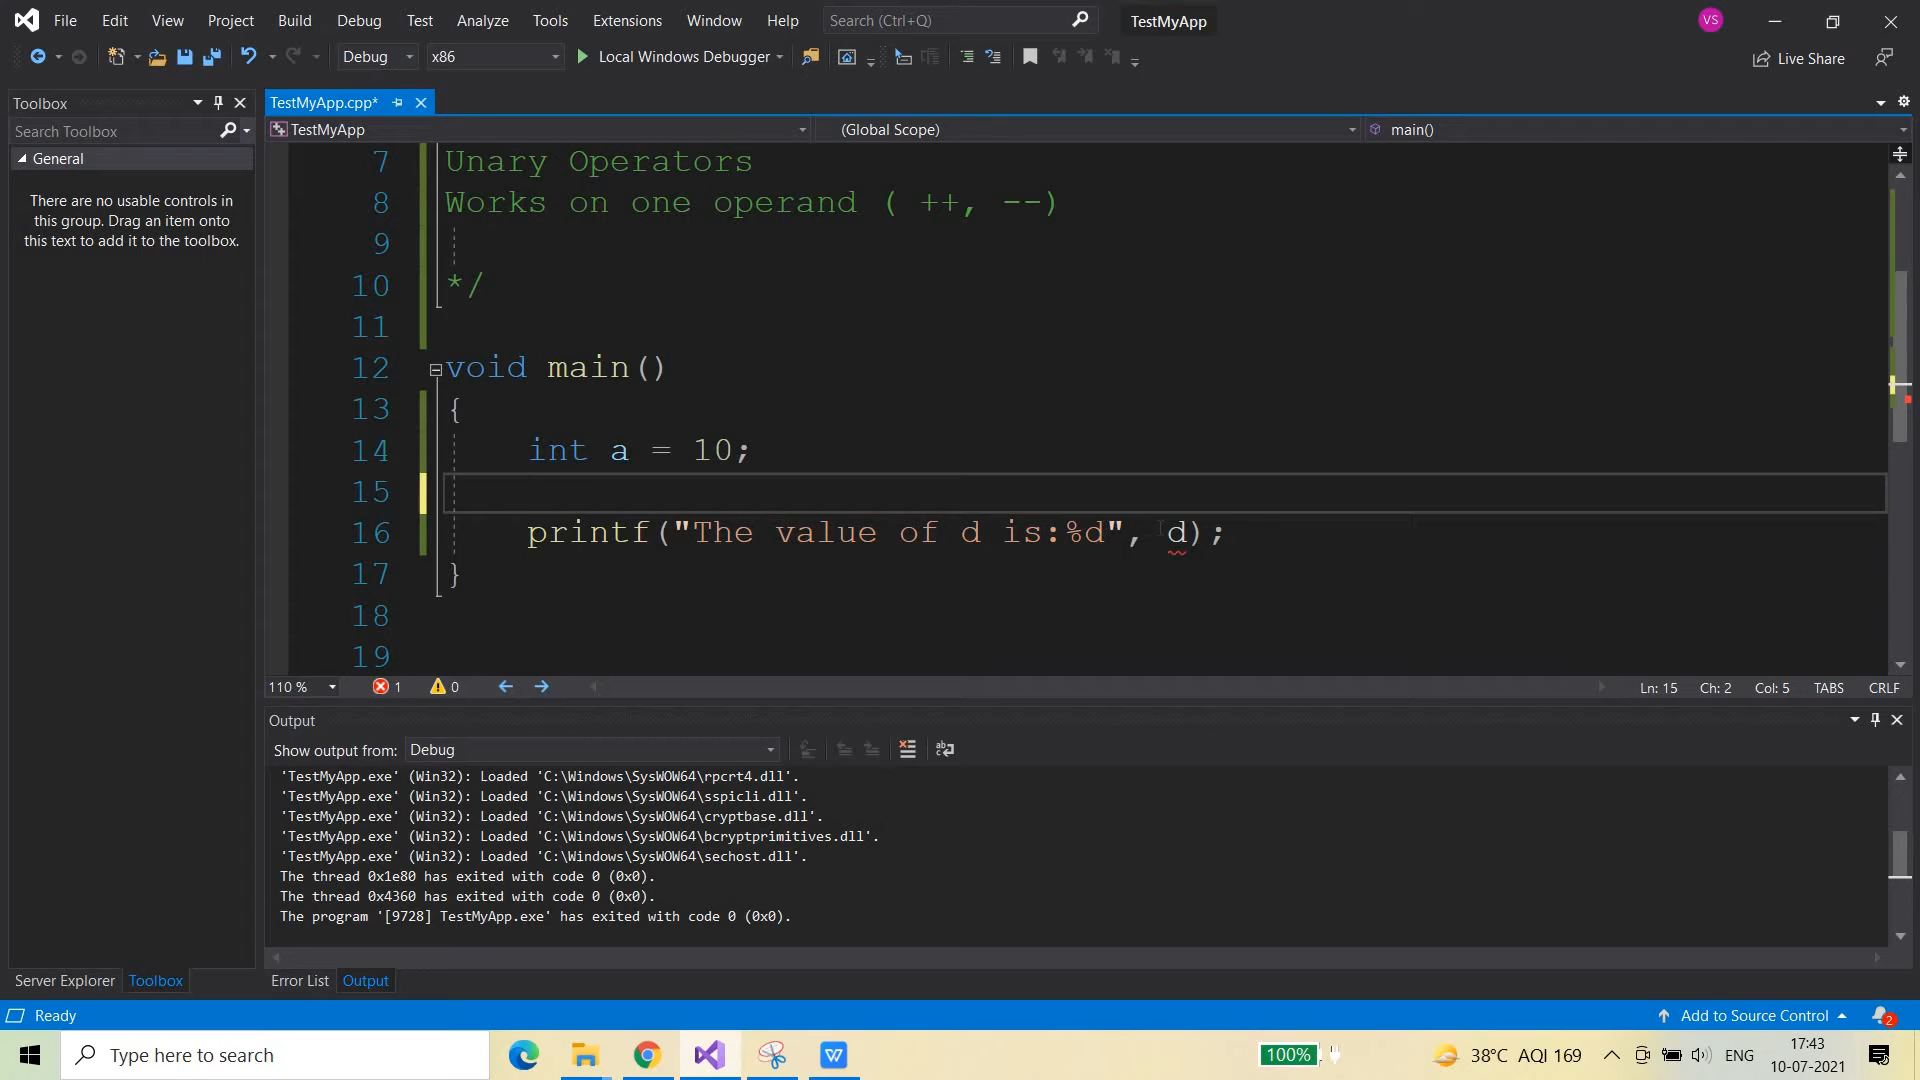 File Edit View Project Build Debug Test Analyze Tools Extensions Window Help Search (Ctrl+Q) TestMyApp VS
Debug x86 Local Windows Debugger Live Share
Toolbox
Search Toolbox
General
There are no usable controls in
this group. Drag an item onto
this text to add it to the toolbox.
TestMyApp.cpp*
TestMyApp (Global Scope) main()
7 Unary Operators
8 Works on one operand ( ++, --)
9
10 */
11
12 void main()
13 {
14 int a = 10;
15
16 printf("The value of d is:%d", d);
17 }
18
19
110 % 1 0 Ln: 15 Ch: 2 Col: 5 TABS CRLF
Output
Show output from: Debug
'TestMyApp.exe' (Win32): Loaded 'C:\Windows\SysWOW64\rpcrt4.dll'.
'TestMyApp.exe' (Win32): Loaded 'C:\Windows\SysWOW64\sspicli.dll'.
'TestMyApp.exe' (Win32): Loaded 'C:\Windows\SysWOW64\cryptbase.dll'.
'TestMyApp.exe' (Win32): Loaded 'C:\Windows\SysWOW64\bcryptprimitives.dll'.
'TestMyApp.exe' (Win32): Loaded 'C:\Windows\SysWOW64\sechost.dll'.
The thread 0x1e80 has exited with code 0 (0x0).
The thread 0x4360 has exited with code 0 (0x0).
The program '[9728] TestMyApp.exe' has exited with code 0 (0x0).
Server Explorer Toolbox Error List Output
Ready Add to Source Control 2
Type here to search 100% 38°C AQI 169 ENG 17:43
10-07-2021